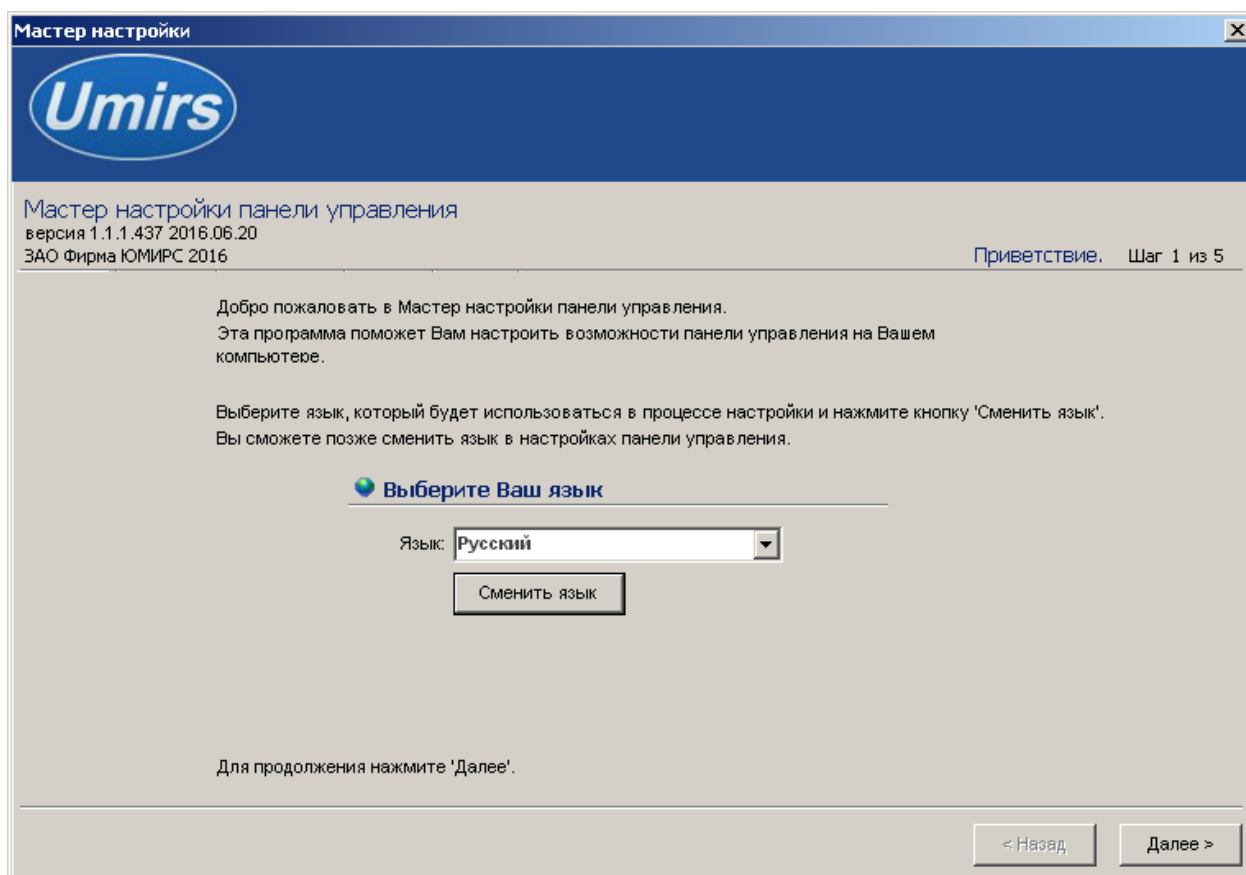 Мастер настройки
Umirs
Мастер настройки панели управления
версия 1.1.1.437 2016.06.20
ЗАО Фирма ЮМИРС 2016
Приветствие. Шаг 1 из 5
Добро пожаловать в Мастер настройки панели управления.
Эта программа поможет Вам настроить возможности панели управления на Вашем
компьютере.
Выберите язык, который будет использоваться в процессе настройки и нажмите кнопку 'Сменить язык'.
Вы сможете позже сменить язык в настройках панели управления.
Выберите Ваш язык
Язык: Русский
Сменить язык
Для продолжения нажмите 'Далее'.
< Назад Далее >